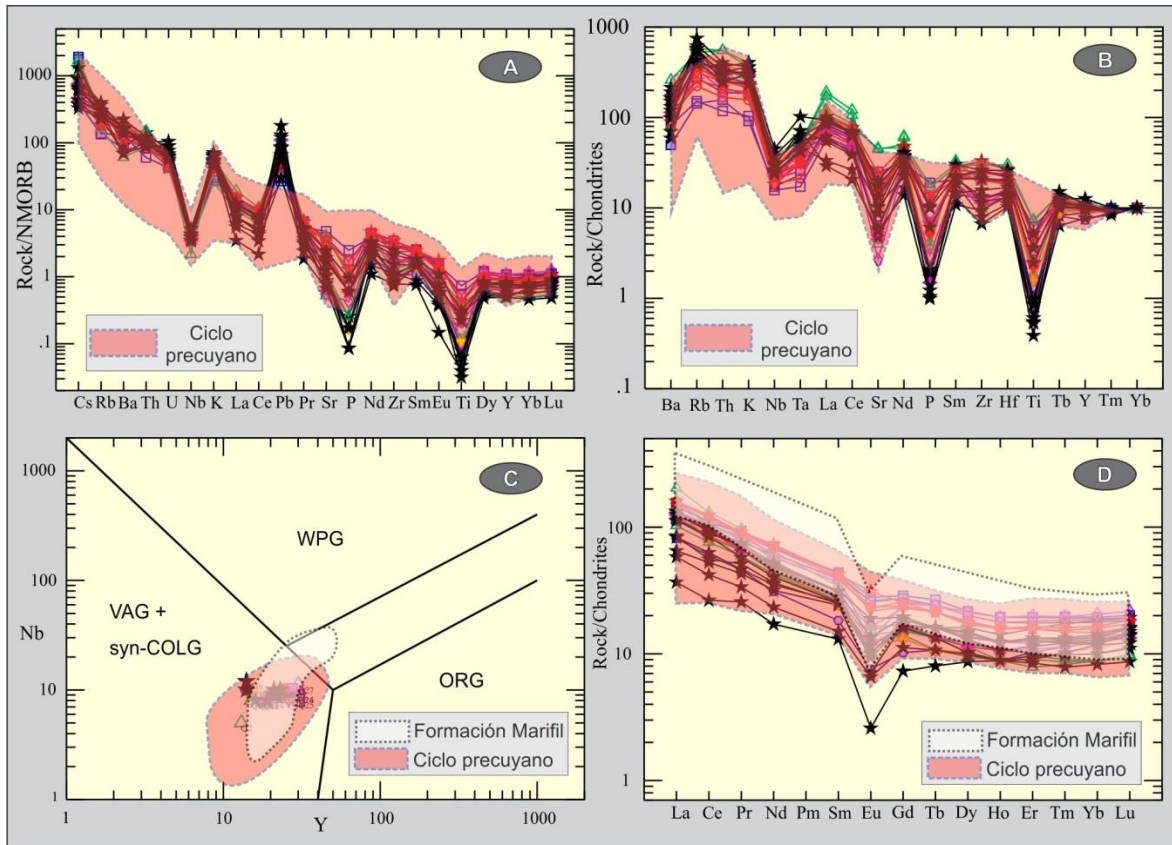 A
Rock/NMORB
1000
100
10
1
.1
Ciclo
precuyano
Cs Rb Ba Th U Nb K La Ce Pb Pr Sr P Nd Zr Sm Eu Ti Dy Y Yb Lu
B
Rock/Chondrites
1000
100
10
1
.1
Ciclo
precuyano
Ba Rb Th K Nb Ta La Ce Sr Nd P Sm Zr Hf Ti Tb Y Tm Yb
C
1000
100
10
1
Nb
WPG
VAG +
syn-COLG
ORG
Formación Marifil
Ciclo precuyano
1 10 100 1000
Y
D
Rock/Chondrites
100
10
1
Formación Marifil
Ciclo precuyano
La Ce Pr Nd Pm Sm Eu Gd Tb Dy Ho Er Tm Yb Lu